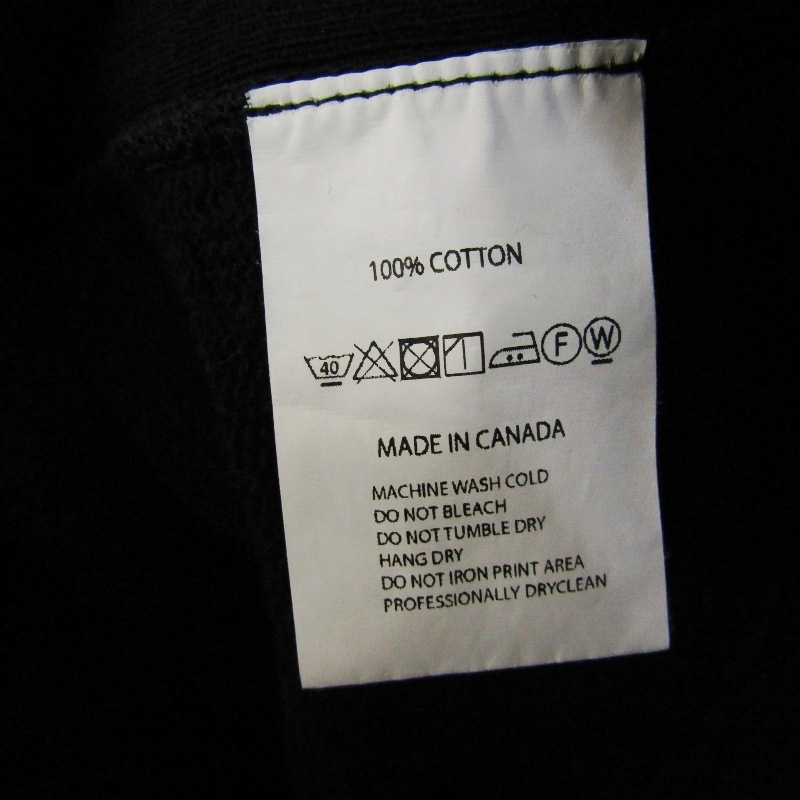 100% COTTON
40 F W
MADE IN CANADA
MACHINE WASH COLD
DO NOT BLEACH
DO NOT TUMBLE DRY
HANG DRY
DO NOT IRON PRINT AREA
PROFESSIONALLY DRYCLEAN